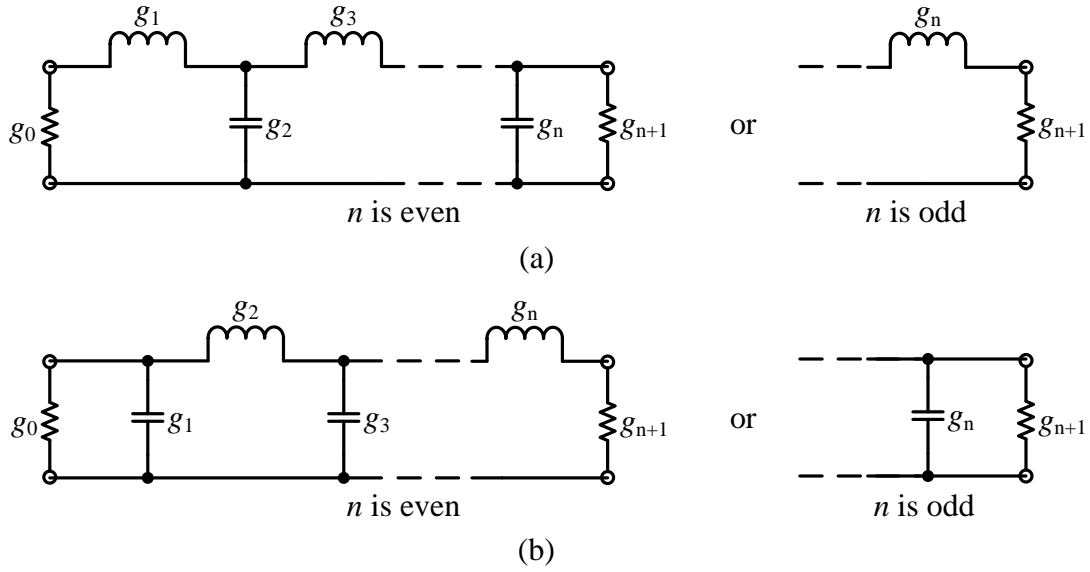 g1 g3 gn
g0 g2 gn gn+1 or gn+1
n is even n is odd
(a)
g2 gn
g0 g1 g3 gn+1 or gn gn+1
n is even n is odd
(b)